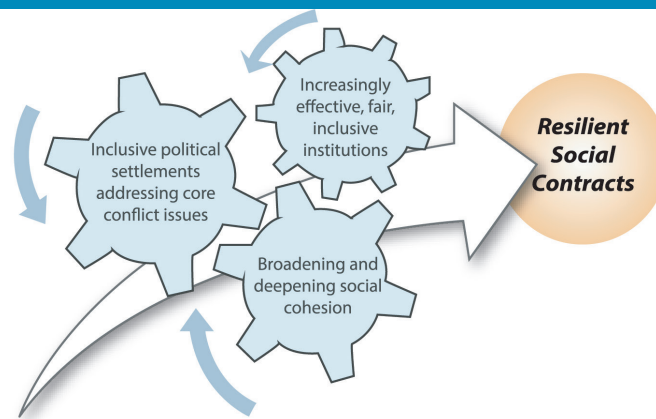 Inclusive political
settlements
addressing core
conflict issues
Increasingly
effective, fair,
inclusive
institutions
Broadening and
deepening social
cohesion
Resilient
Social
Contracts